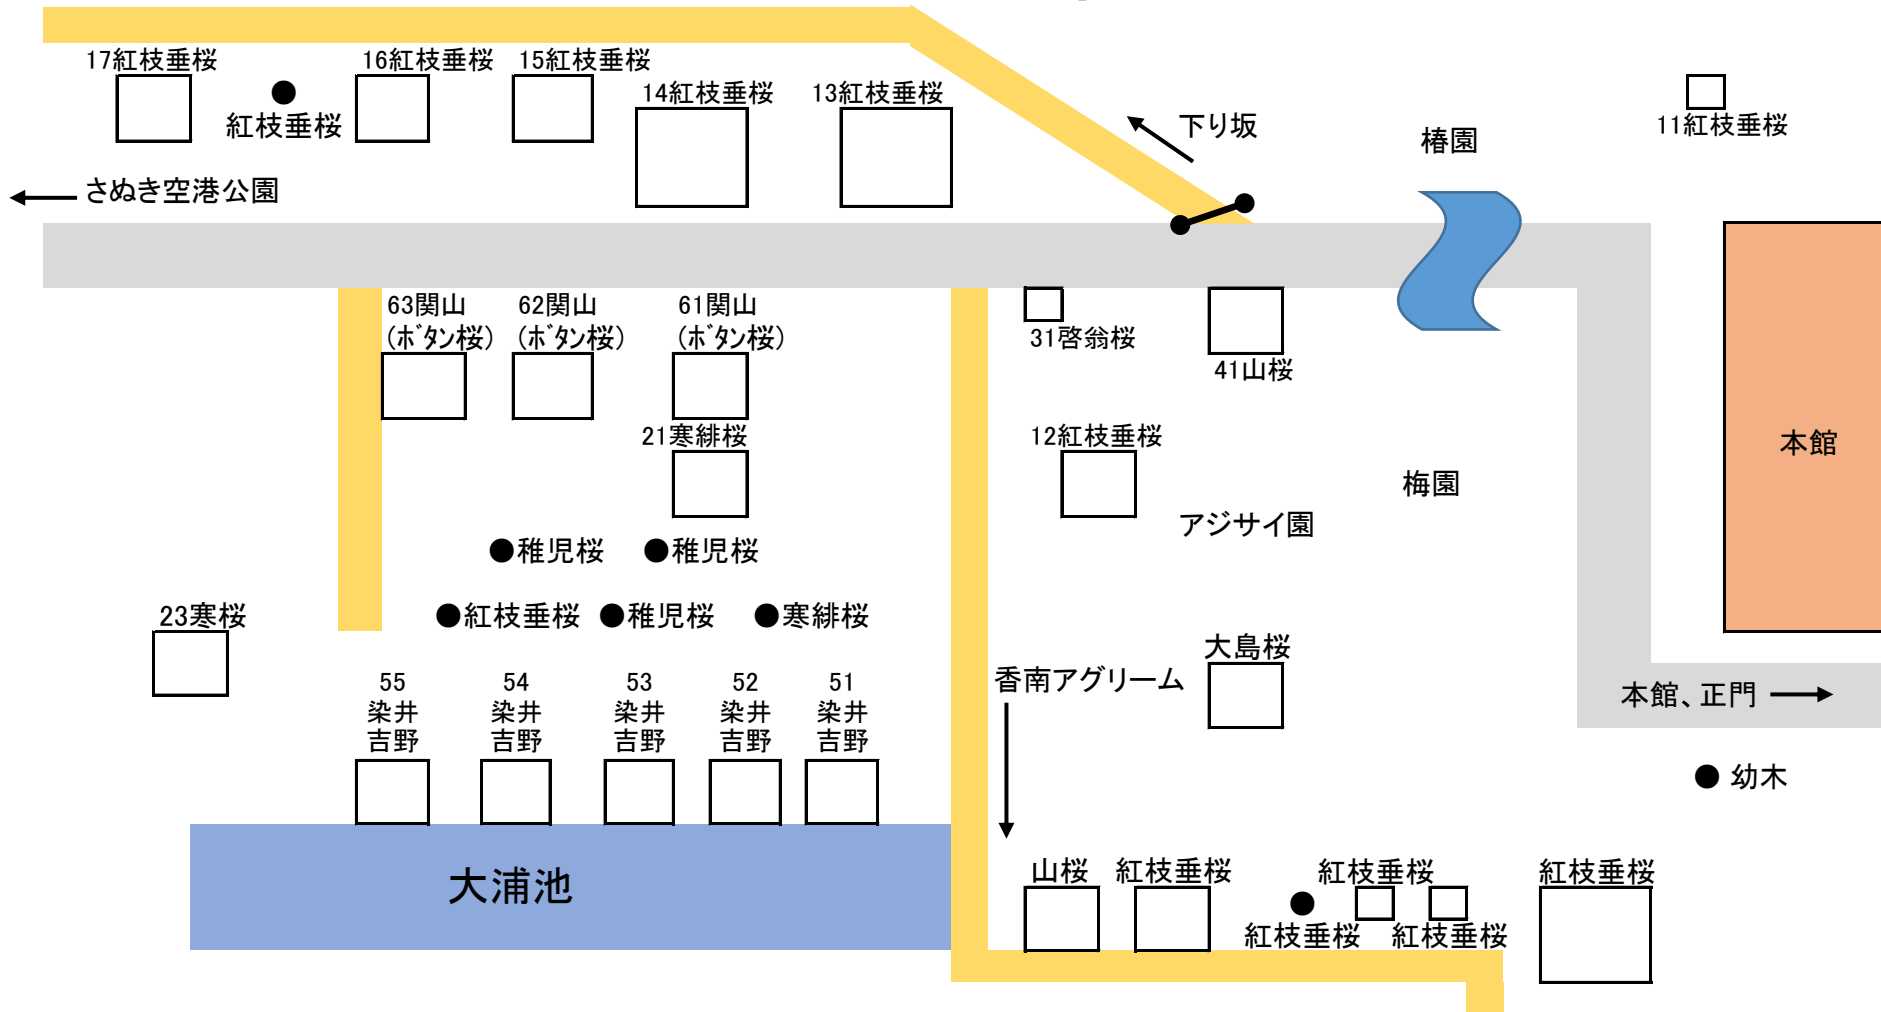 17紅枝垂桜
16紅枝垂桜
15紅枝垂桜
14紅枝垂桜
13紅枝垂桜
紅枝垂桜
下り坂
椿園
11紅枝垂桜
さぬき空港公園
63関山
(ボタン桜)
62関山
(ボタン桜)
61関山
(ボタン桜)
31啓翁桜
41山桜
21寒緋桜
12紅枝垂桜
本館
梅園
アジサイ園
●稚児桜
●稚児桜
23寒桜
●紅枝垂桜
●稚児桜
●寒緋桜
大島桜
香南アグリーム
本館、正門
55
染井
吉野
54
染井
吉野
53
染井
吉野
52
染井
吉野
51
染井
吉野
● 幼木
大浦池
山桜
紅枝垂桜
紅枝垂桜
紅枝垂桜
紅枝垂桜
紅枝垂桜